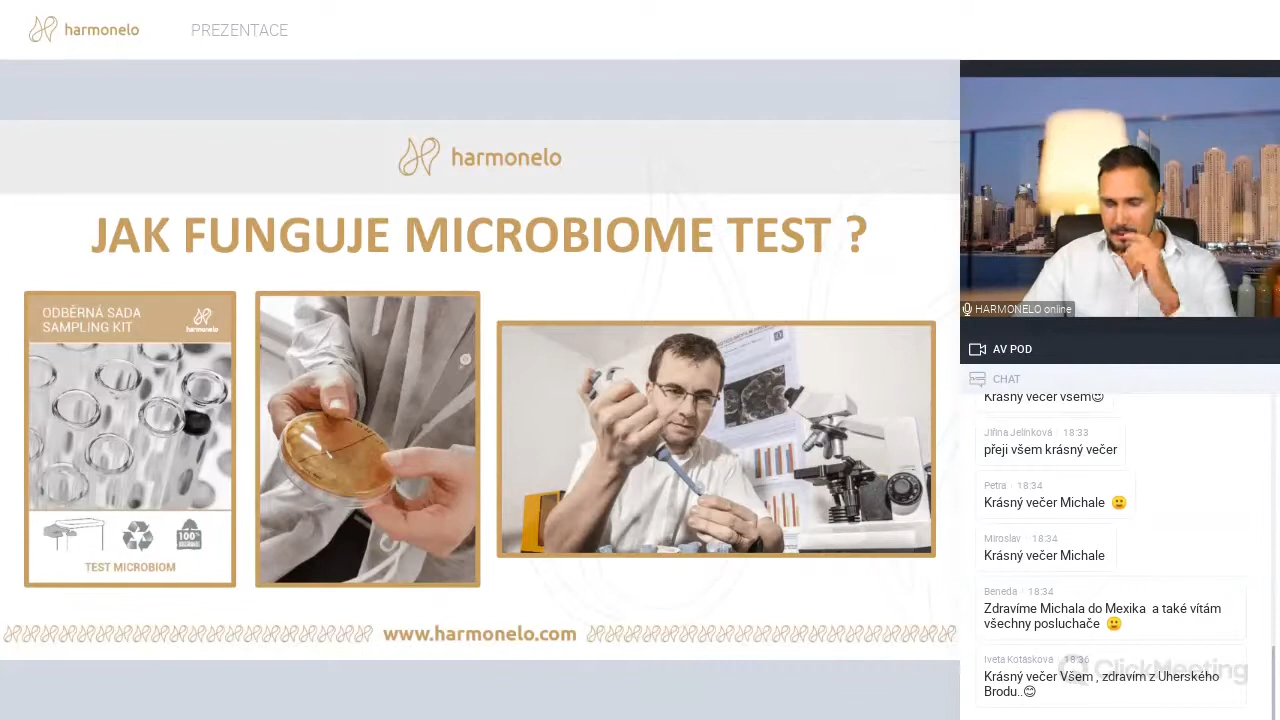 harmonelo
PREZENTACE
harmonelo
JAK FUNGUJE MICROBIOME TEST ?
ODBĚRNÁ SADA
SAMPLING KIT
harmonelo
100%
TEST MICROBIOM
www.harmonelo.com
HARMONELO online
AV POD
CHAT
Krásný večer všem😊
Jiřina Jelínková 18:33
přeji všem krásný večer
Petra 18:34
Krásný večer Michale 🙂
Miroslav 18:34
Krásný večer Michale
Beneda 18:34
Zdravíme Michala do Mexika a také vítám
všechny posluchače 🙂
Iveta Kotásková 18:36
Krásný večer Všem , zdravím z Uherského
Brodu..😊
ClickMeeting